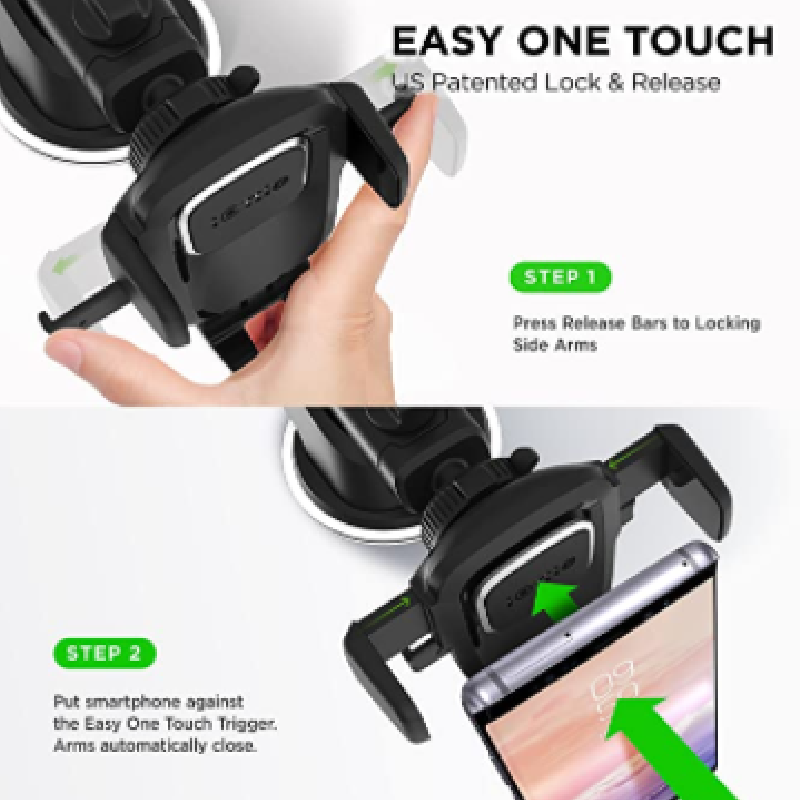 EASY ONE TOUCH
US Patented Lock & Release
STEP 1
Press Release Bars to Locking
Side Arms
STEP 2
Put smartphone against
the Easy One Touch Trigger.
Arms automatically close.